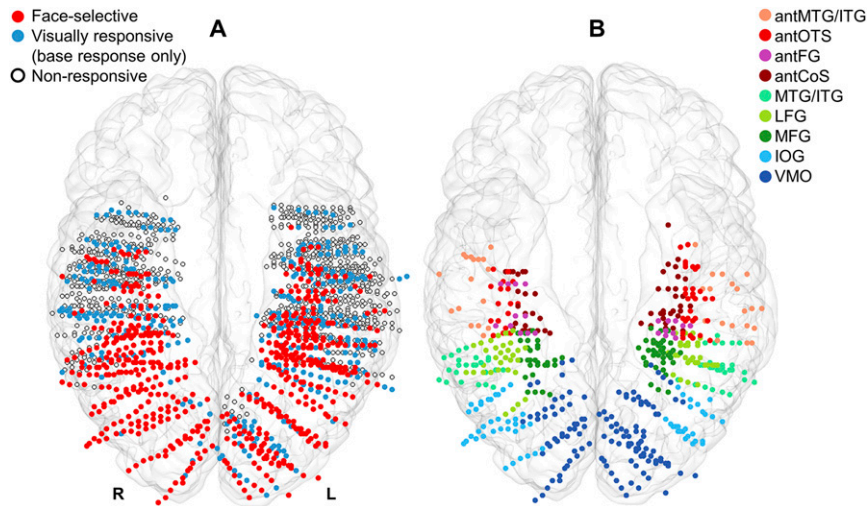 Face-selective
Visually responsive
(base response only)
Non-responsive
A
R
L
B
antMTG/ITG
antOTS
antFG
antCoS
MTG/ITG
LFG
MFG
IOG
VMO